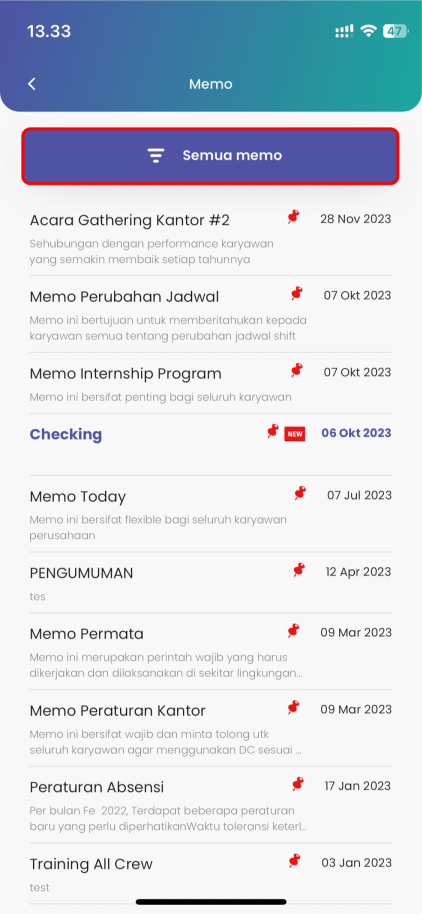 13.33
47
Memo
Semua memo
Acara Gathering Kantor #2 28 Nov 2023
Sehubungan dengan performance karyawan
yang semakin membaik setiap tahunnya
Memo Perubahan Jadwal 07 Okt 2023
Memo ini bertujuan untuk memberitahukan kepada
karyawan semua tentang perubahan jadwal shift
Memo Internship Program 07 Okt 2023
Memo ini bersifat penting bagi seluruh karyawan
Checking NEW 06 Okt 2023
Memo Today 07 Jul 2023
Memo ini bersifat flexible bagi seluruh karyawan
perusahaan
PENGUMUMAN 12 Apr 2023
tes
Memo Permata 09 Mar 2023
Memo ini merupakan perintah wajib yang harus
dikerjakan dan dilaksanakan di sekitar lingkungan...
Memo Peraturan Kantor 09 Mar 2023
Memo ini bersifat wajib dan minta tolong utk
seluruh karyawan agar menggunakan DC sesuai ...
Peraturan Absensi 17 Jan 2023
Per bulan Fe 2022, Terdapat beberapa peraturan
baru yang perlu diperhatikanWaktu toleransi keterl...
Training All Crew 03 Jan 2023
test